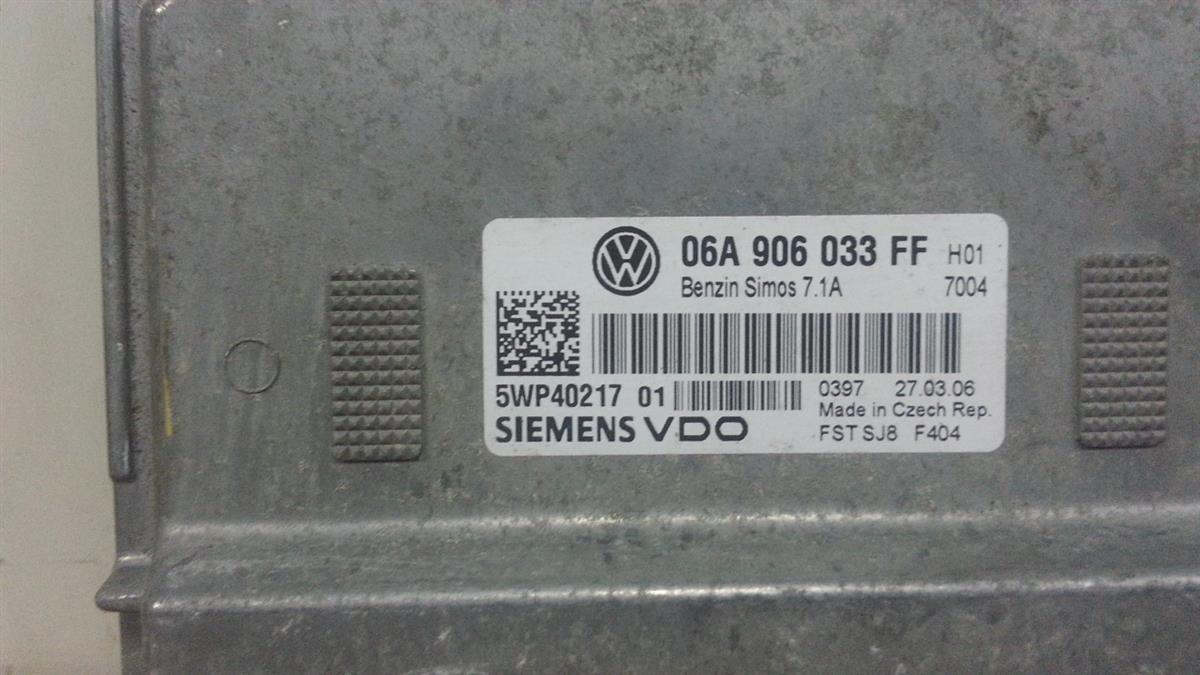 06A 906 033 FF H01
Benzin Simos 7.1A 7004
5WP40217 01 0397 27.03.06
Made in Czech Rep.
SIEMENS VDO FST SJ8 F404